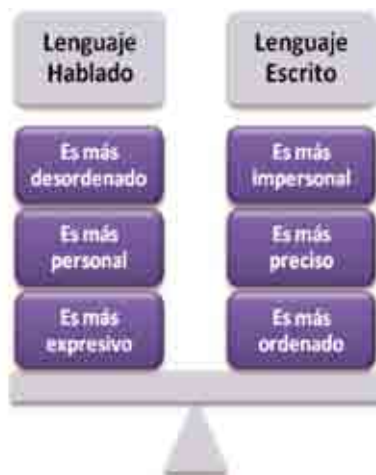 Lenguaje
Hablado
Es más
desordenado
Es más
personal
Es más
expresivo
Lenguaje
Escrito
Es más
impersonal
Es más
preciso
Es más
ordenado